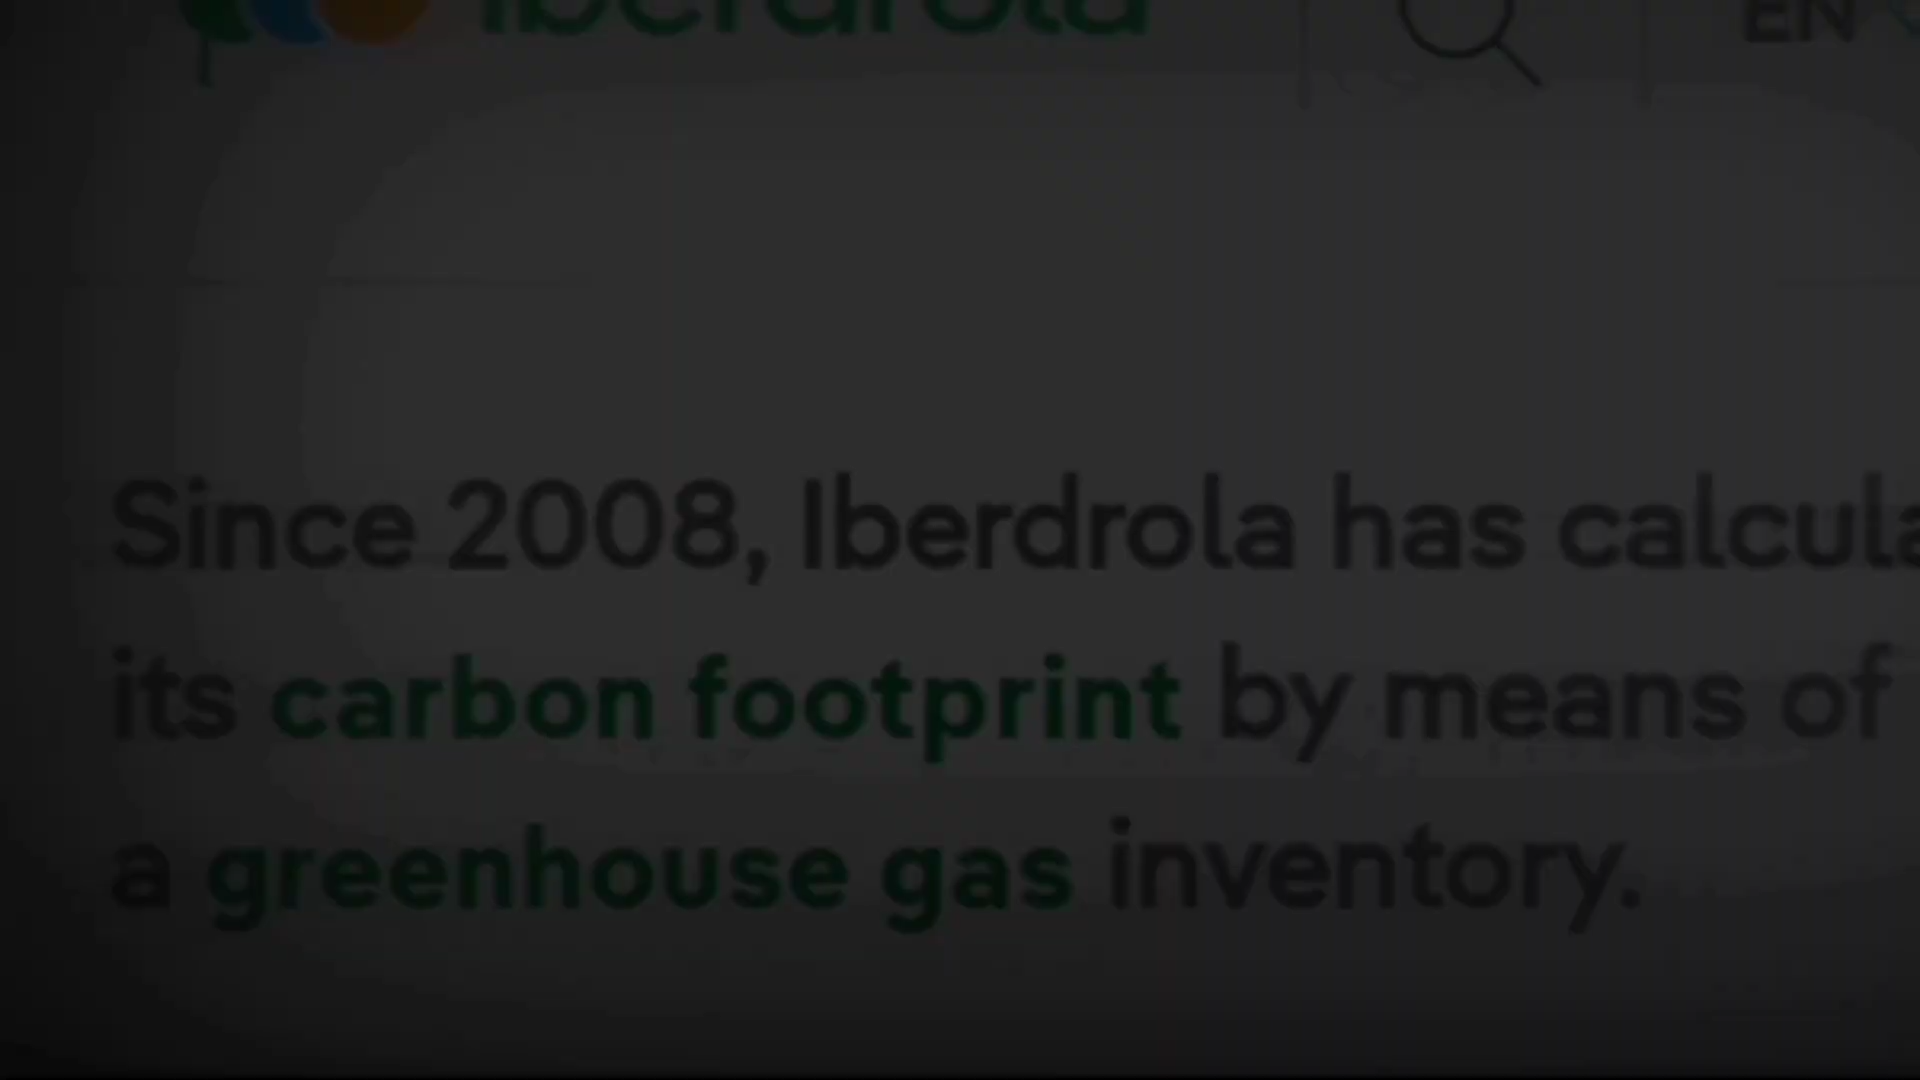 iberdrola
EN
Since 2008, Iberdrola has calcula
its carbon footprint by means of
a greenhouse gas inventory.